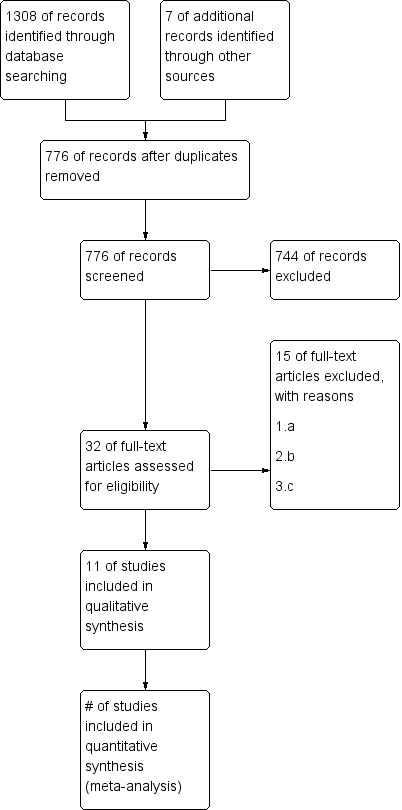 1308 of records
identified through
database
searching
7 of additional
records identified
through other
sources
776 of records after duplicates
removed
776 of records
screened
744 of records
excluded
15 of full-text
articles excluded,
with reasons
1.a
2.b
3.c
32 of full-text
articles assessed
for eligibility
11 of studies
included in
qualitative
synthesis
# of studies
included in
quantitative
synthesis
(meta-analysis)